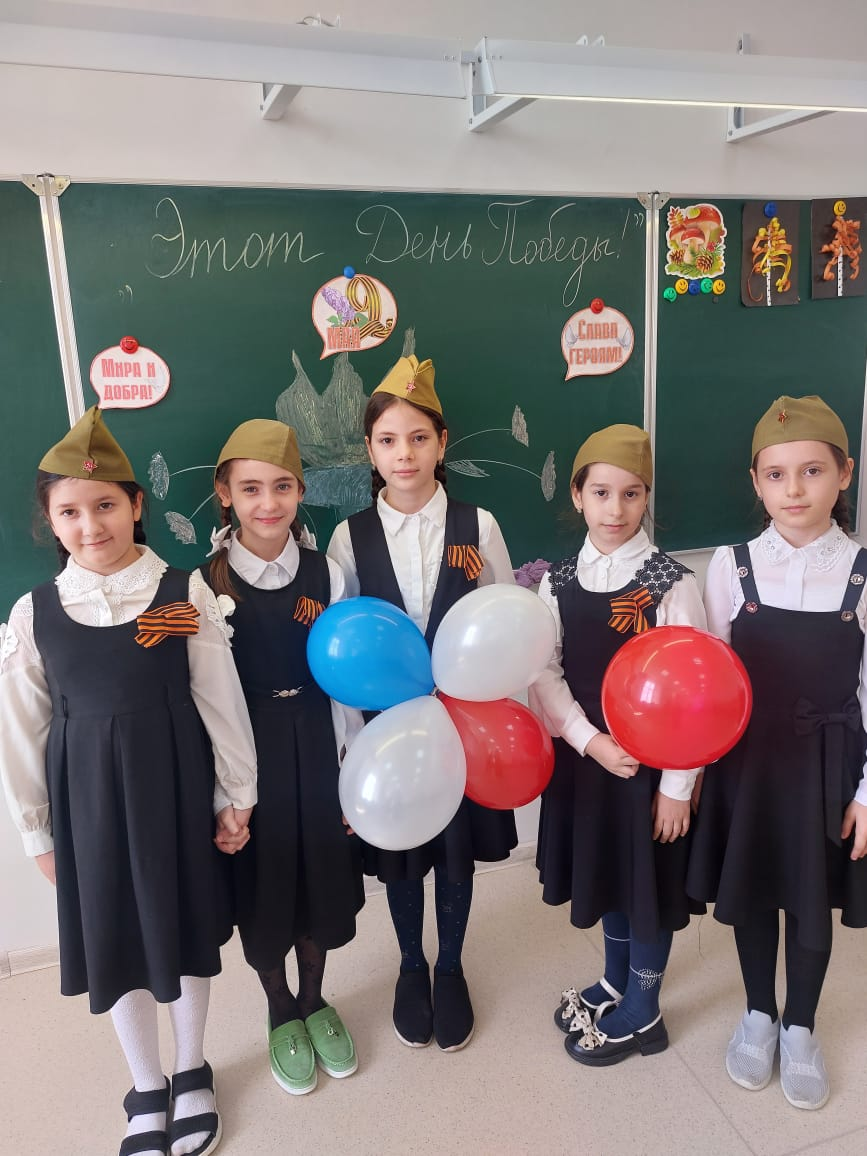 „Этот День Победы!”
9
МАЯ
Слава
героям!
Мира и
добра!